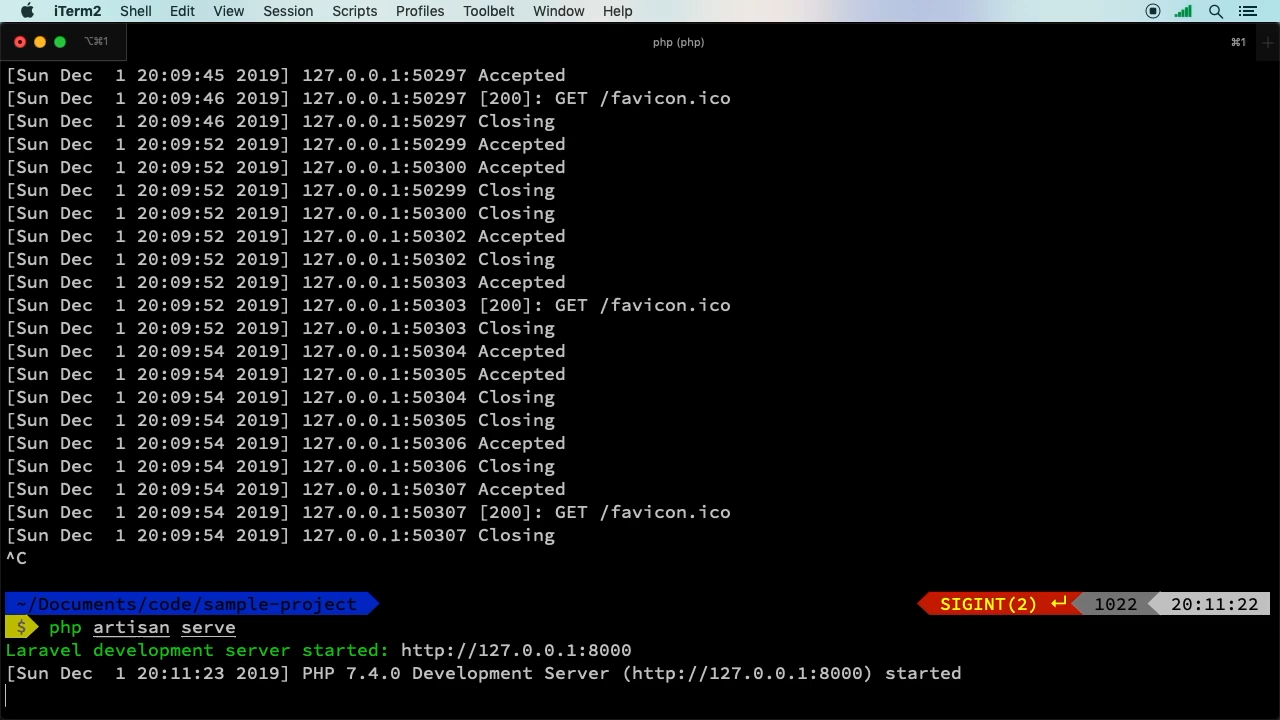 iTerm2 Shell Edit View Session Scripts Profiles Toolbelt Window Help
⌥⌘1 php (php) ⌘1
[Sun Dec  1 20:09:45 2019] 127.0.0.1:50297 Accepted
[Sun Dec  1 20:09:46 2019] 127.0.0.1:50297 [200]: GET /favicon.ico
[Sun Dec  1 20:09:46 2019] 127.0.0.1:50297 Closing
[Sun Dec  1 20:09:52 2019] 127.0.0.1:50299 Accepted
[Sun Dec  1 20:09:52 2019] 127.0.0.1:50300 Accepted
[Sun Dec  1 20:09:52 2019] 127.0.0.1:50299 Closing
[Sun Dec  1 20:09:52 2019] 127.0.0.1:50300 Closing
[Sun Dec  1 20:09:52 2019] 127.0.0.1:50302 Accepted
[Sun Dec  1 20:09:52 2019] 127.0.0.1:50302 Closing
[Sun Dec  1 20:09:52 2019] 127.0.0.1:50303 Accepted
[Sun Dec  1 20:09:52 2019] 127.0.0.1:50303 [200]: GET /favicon.ico
[Sun Dec  1 20:09:52 2019] 127.0.0.1:50303 Closing
[Sun Dec  1 20:09:54 2019] 127.0.0.1:50304 Accepted
[Sun Dec  1 20:09:54 2019] 127.0.0.1:50305 Accepted
[Sun Dec  1 20:09:54 2019] 127.0.0.1:50304 Closing
[Sun Dec  1 20:09:54 2019] 127.0.0.1:50305 Closing
[Sun Dec  1 20:09:54 2019] 127.0.0.1:50306 Accepted
[Sun Dec  1 20:09:54 2019] 127.0.0.1:50306 Closing
[Sun Dec  1 20:09:54 2019] 127.0.0.1:50307 Accepted
[Sun Dec  1 20:09:54 2019] 127.0.0.1:50307 [200]: GET /favicon.ico
[Sun Dec  1 20:09:54 2019] 127.0.0.1:50307 Closing
^C
~/Documents/code/sample-project SIGINT(2) ↵ 1022 20:11:22
$ php artisan serve
Laravel development server started: http://127.0.0.1:8000
[Sun Dec  1 20:11:23 2019] PHP 7.4.0 Development Server (http://127.0.0.1:8000) started